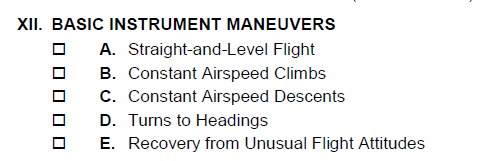 XII. BASIC INSTRUMENT MANEUVERS
☐ A. Straight-and-Level Flight
☐ B. Constant Airspeed Climbs
☐ C. Constant Airspeed Descents
☐ D. Turns to Headings
☐ E. Recovery from Unusual Flight Attitudes